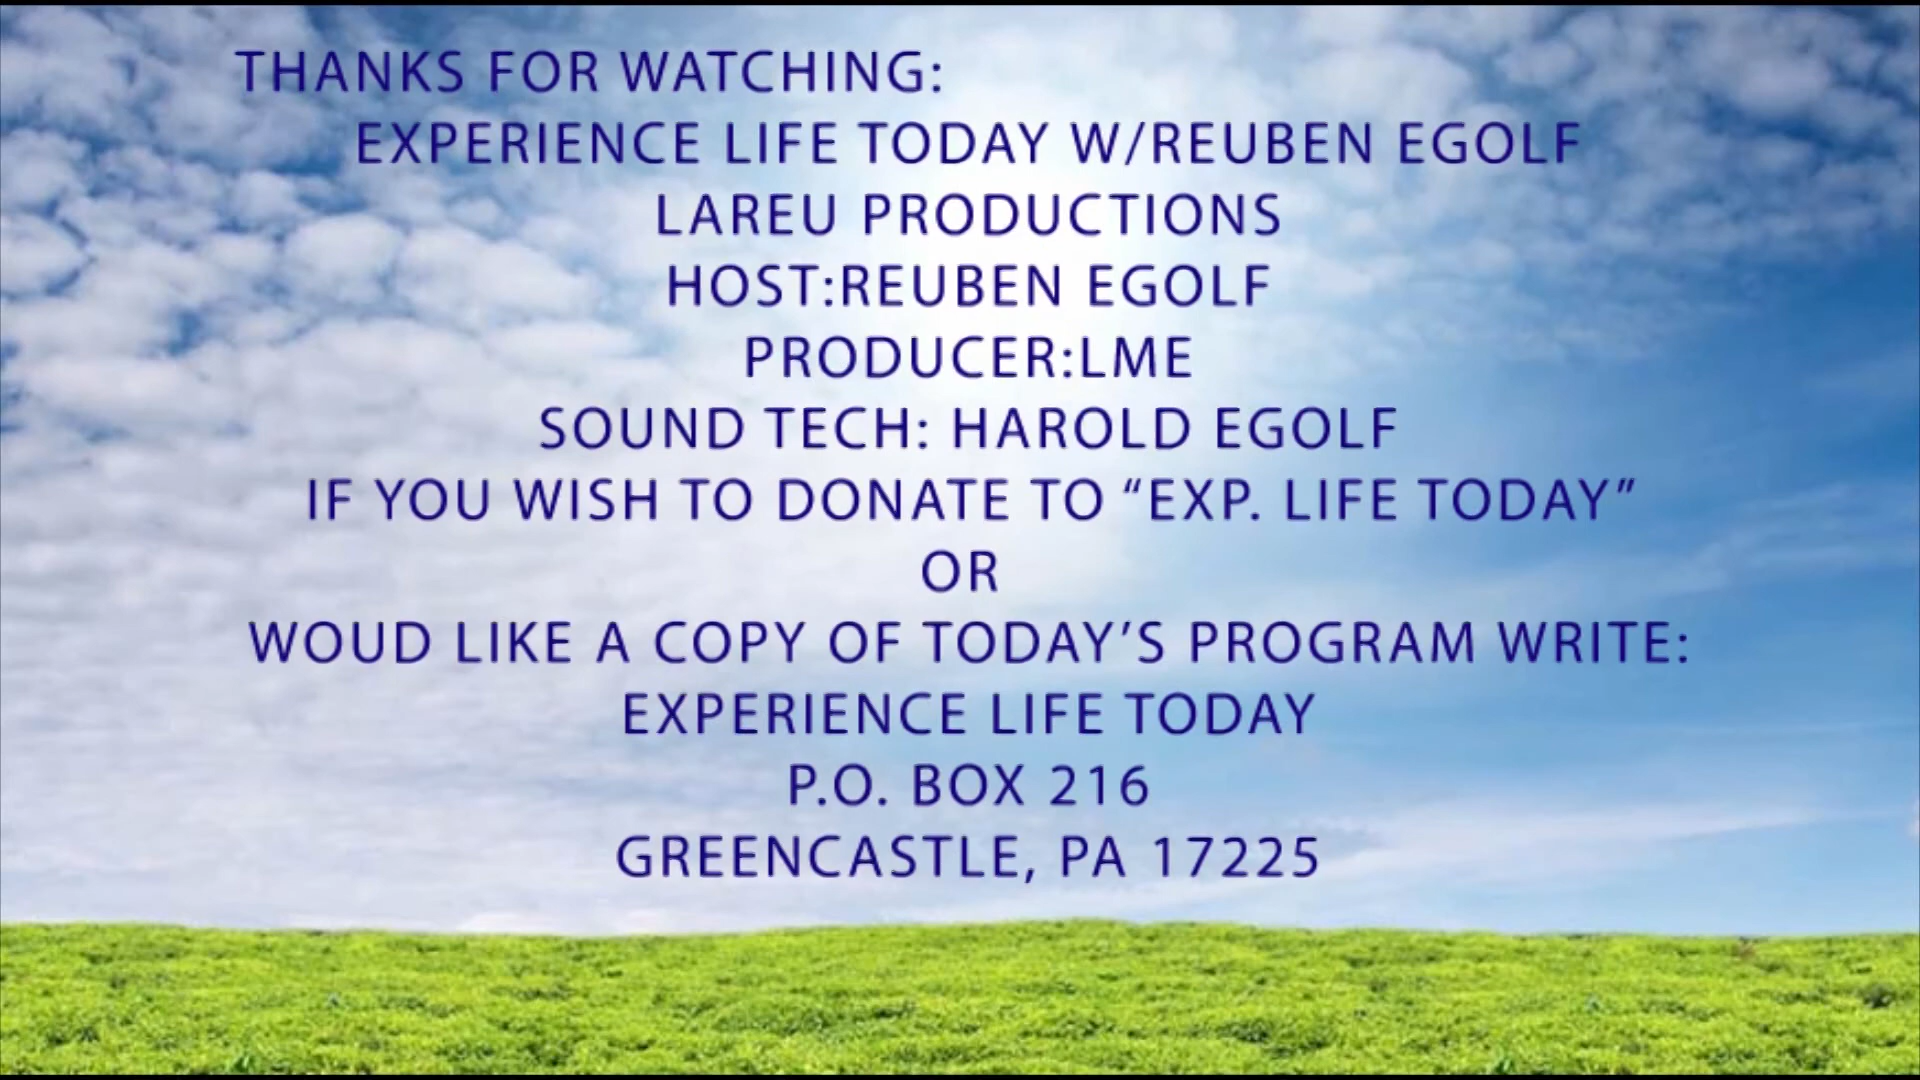 THANKS FOR WATCHING:
EXPERIENCE LIFE TODAY W/REUBEN EGOLF
LAREU PRODUCTIONS
HOST:REUBEN EGOLF
PRODUCER:LME
SOUND TECH: HAROLD EGOLF
IF YOU WISH TO DONATE TO “EXP. LIFE TODAY”
OR
WOUD LIKE A COPY OF TODAY’S PROGRAM WRITE:
EXPERIENCE LIFE TODAY
P.O. BOX 216
GREENCASTLE, PA 17225